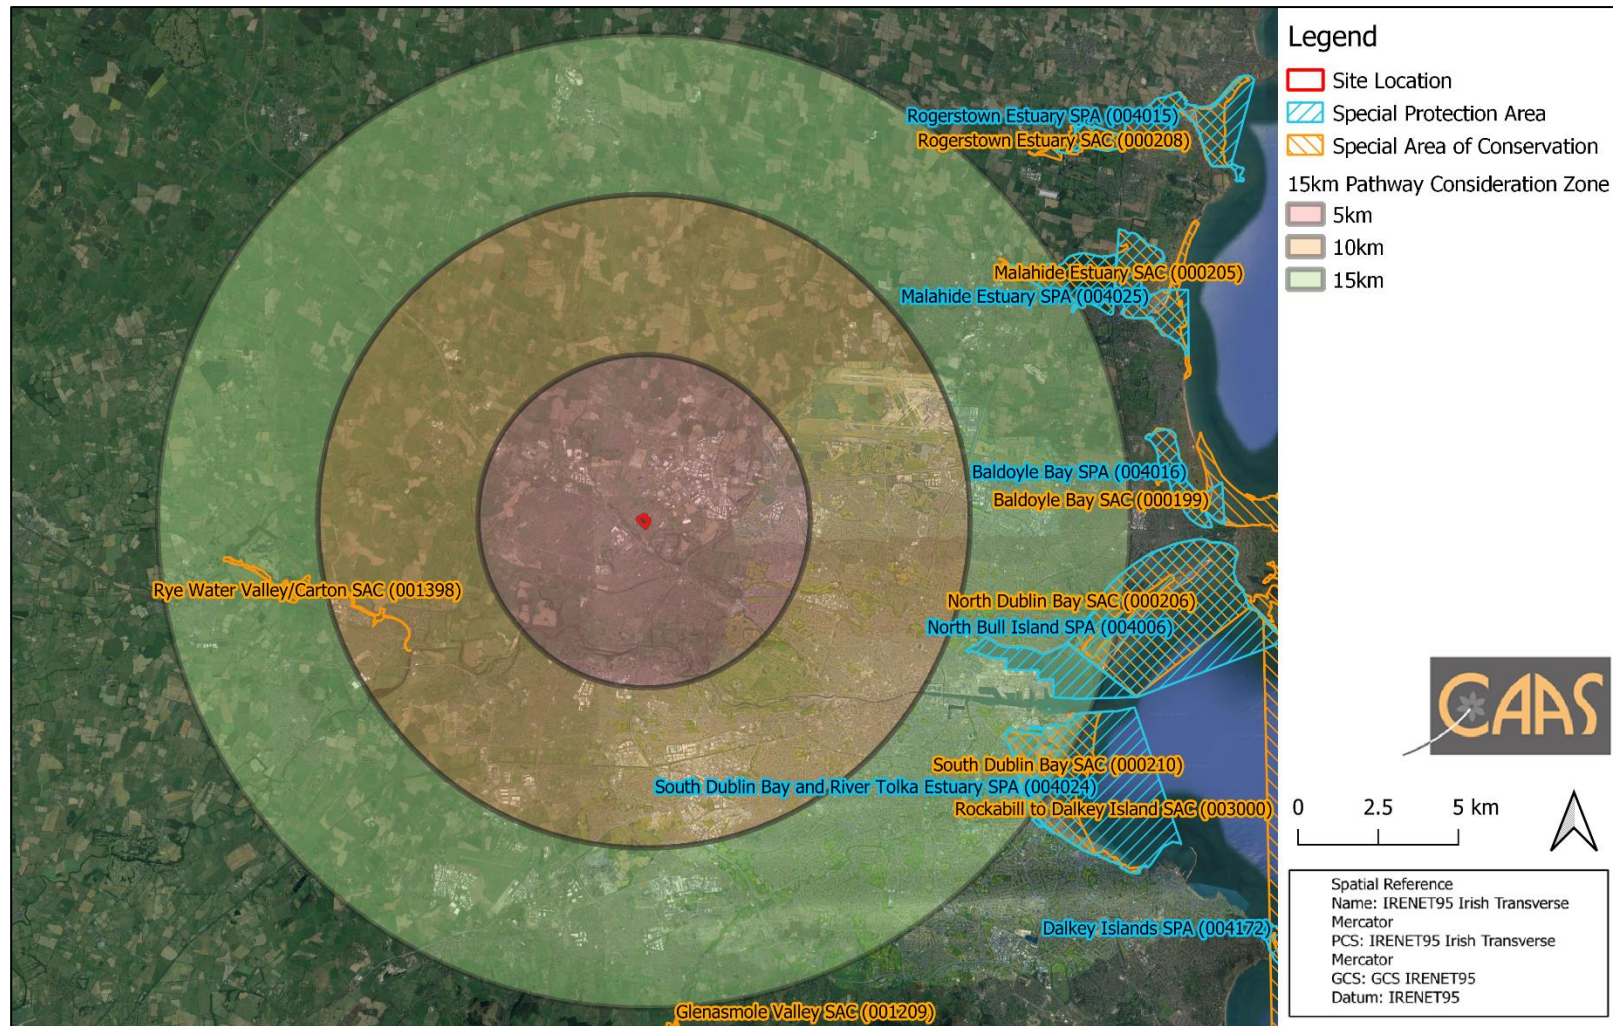 Rogerstown Estuary SPA (004015)
Rogerstown Estuary SAC (000208)
Malahide Estuary SAC (000205)
Malahide Estuary SPA (004025)
Baldoyle Bay SPA (004016)
Baldoyle Bay SAC (000199)
Rye Water Valley/Carton SAC (001398)
North Dublin Bay SAC (000206)
North Bull Island SPA (004006)
South Dublin Bay SAC (000210)
South Dublin Bay and River Tolka Estuary SPA (004024)
Rockabill to Dalkey Island SAC (003000)
Dalkey Islands SPA (004172)
Glenasmole Valley SAC (001209)
Legend
Site Location
Special Protection Area
Special Area of Conservation
15km Pathway Consideration Zone
5km
10km
15km
CAAS
0 2.5 5 km
Spatial Reference
Name: IRENET95 Irish Transverse
Mercator
PCS: IRENET95 Irish Transverse
Mercator
GCS: GCS IRENET95
Datum: IRENET95